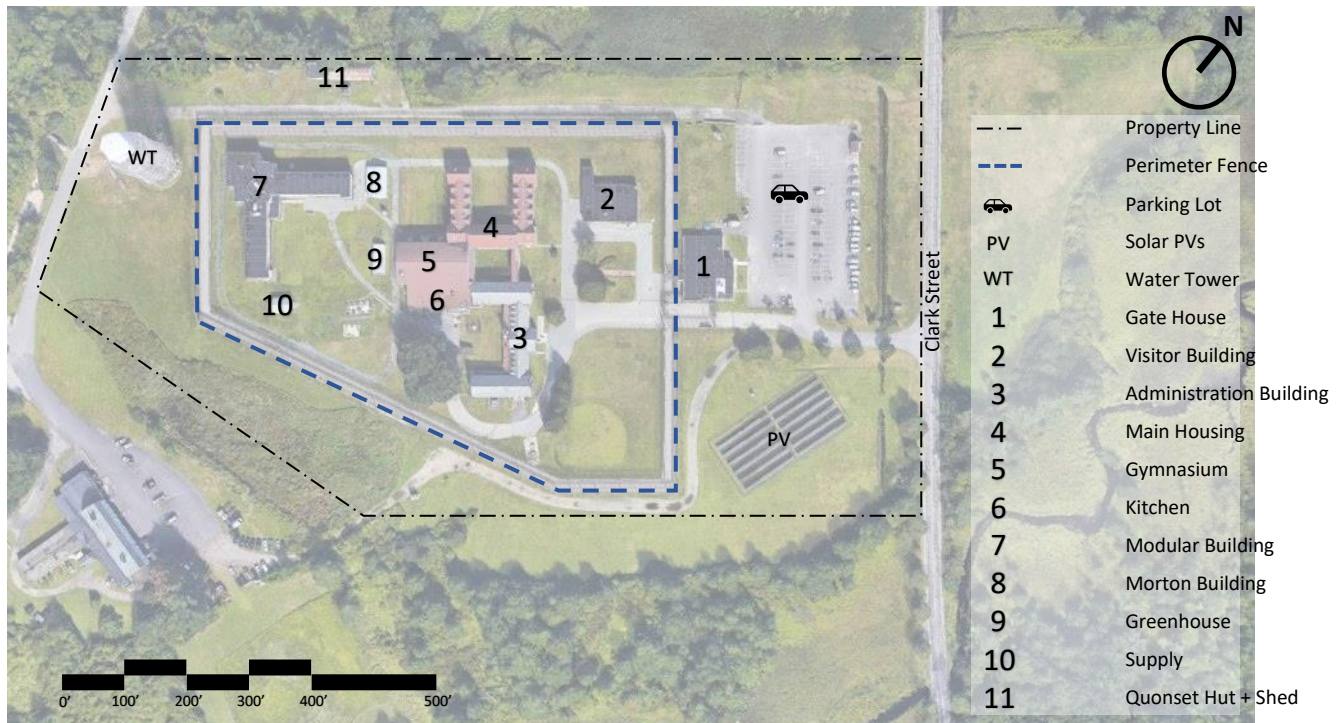 N
11
WT
7
8
2
4
9
5
1
6
10
3
PV
Clark Street
Property Line
Perimeter Fence
Parking Lot
PV Solar PVs
WT Water Tower
1 Gate House
2 Visitor Building
3 Administration Building
4 Main Housing
5 Gymnasium
6 Kitchen
7 Modular Building
8 Morton Building
9 Greenhouse
10 Supply
11 Quonset Hut + Shed
0’ 100’ 200’ 300’ 400’ 500’